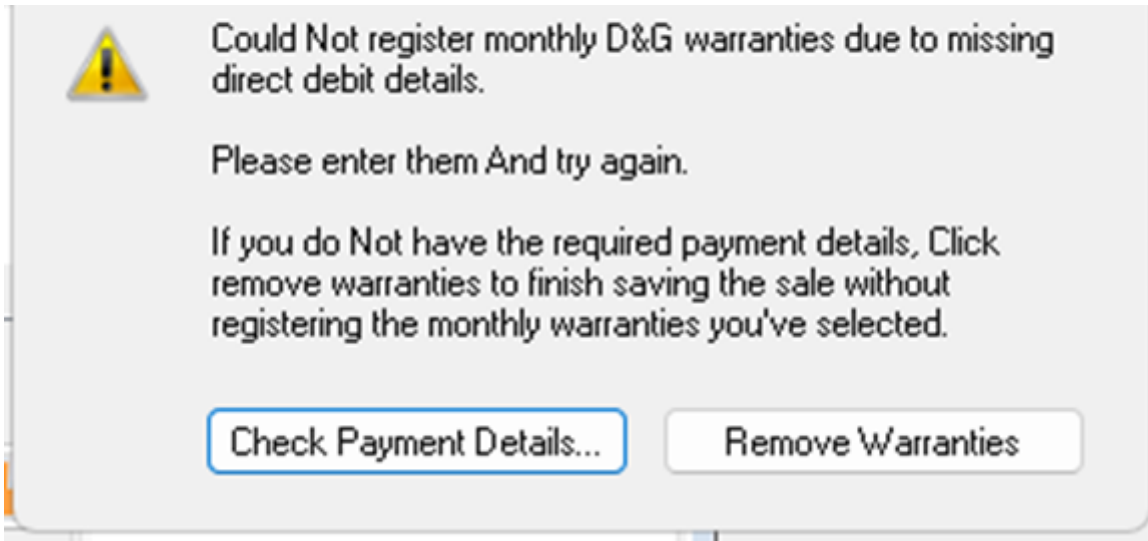 Could Not register monthly D&G warranties due to missing
direct debit details.
Please enter them And try again.
If you do Not have the required payment details, Click
remove warranties to finish saving the sale without
registering the monthly warranties you've selected.
Check Payment Details...
Remove Warranties